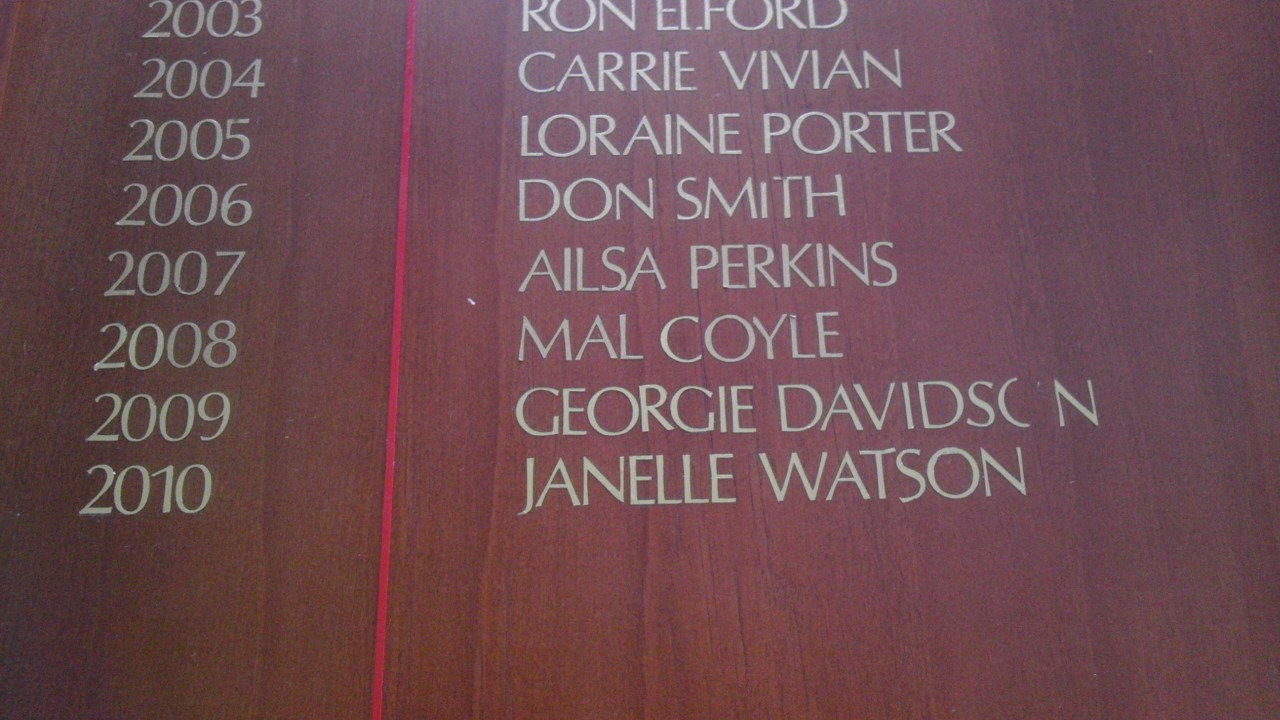 2003 RON ELFORD
2004 CARRIE VIVIAN
2005 LORAINE PORTER
2006 DON SMITH
2007 AILSA PERKINS
2008 MAL COYLE
2009 GEORGIE DAVIDSON
2010 JANELLE WATSON